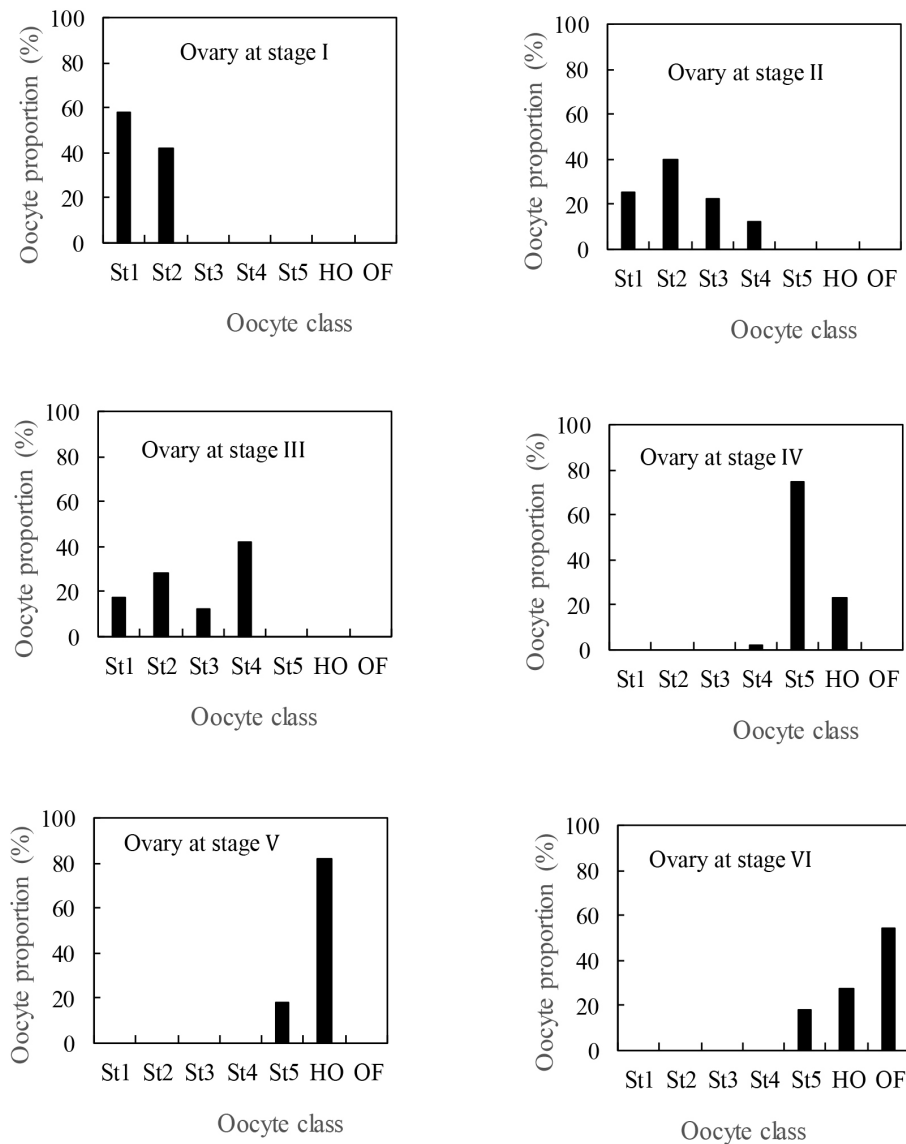 Oocyte proportion (%)
100
80
60
40
20
0
Ovary at stage I
St1 St2 St3 St4 St5 HO OF
Oocyte class
Oocyte proportion (%)
100
80
60
40
20
0
Ovary at stage II
St1 St2 St3 St4 St5 HO OF
Oocyte class
Oocyte proportion (%)
100
80
60
40
20
0
Ovary at stage III
St1 St2 St3 St4 St5 HO OF
Oocyte class
Oocyte proportion (%)
100
80
60
40
20
0
Ovary at stage IV
St1 St2 St3 St4 St5 HO OF
Oocyte class
Oocyte proportion (%)
100
80
60
40
20
0
Ovary at stage V
St1 St2 St3 St4 St5 HO OF
Oocyte class
Oocyte proportion (%)
100
80
60
40
20
0
Ovary at stage VI
St1 St2 St3 St4 St5 HO OF
Oocyte class